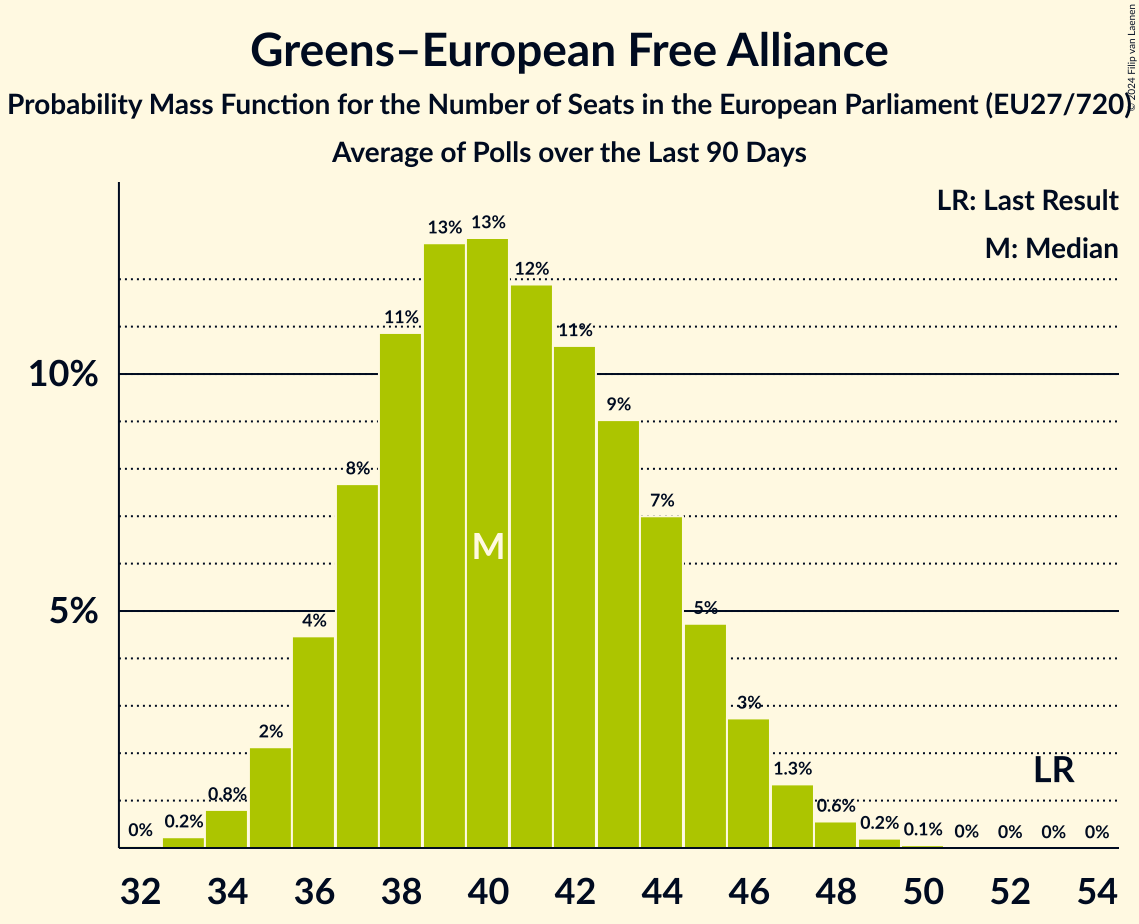 Greens–European Free Alliance
Probability Mass Function for the Number of Seats in the European Parliament (EU27/720)
Average of Polls over the Last 90 Days
© 2024 Filip van Laenen
LR: Last Result
M: Median
10%
5%
0%
0.2%
0.8%
2%
4%
8%
11%
13%
13%
12%
11%
9%
7%
5%
3%
1.3%
0.6%
0.2%
0.1%
0%
0%
0%
0%
M
LR
32 34 36 38 40 42 44 46 48 50 52 54